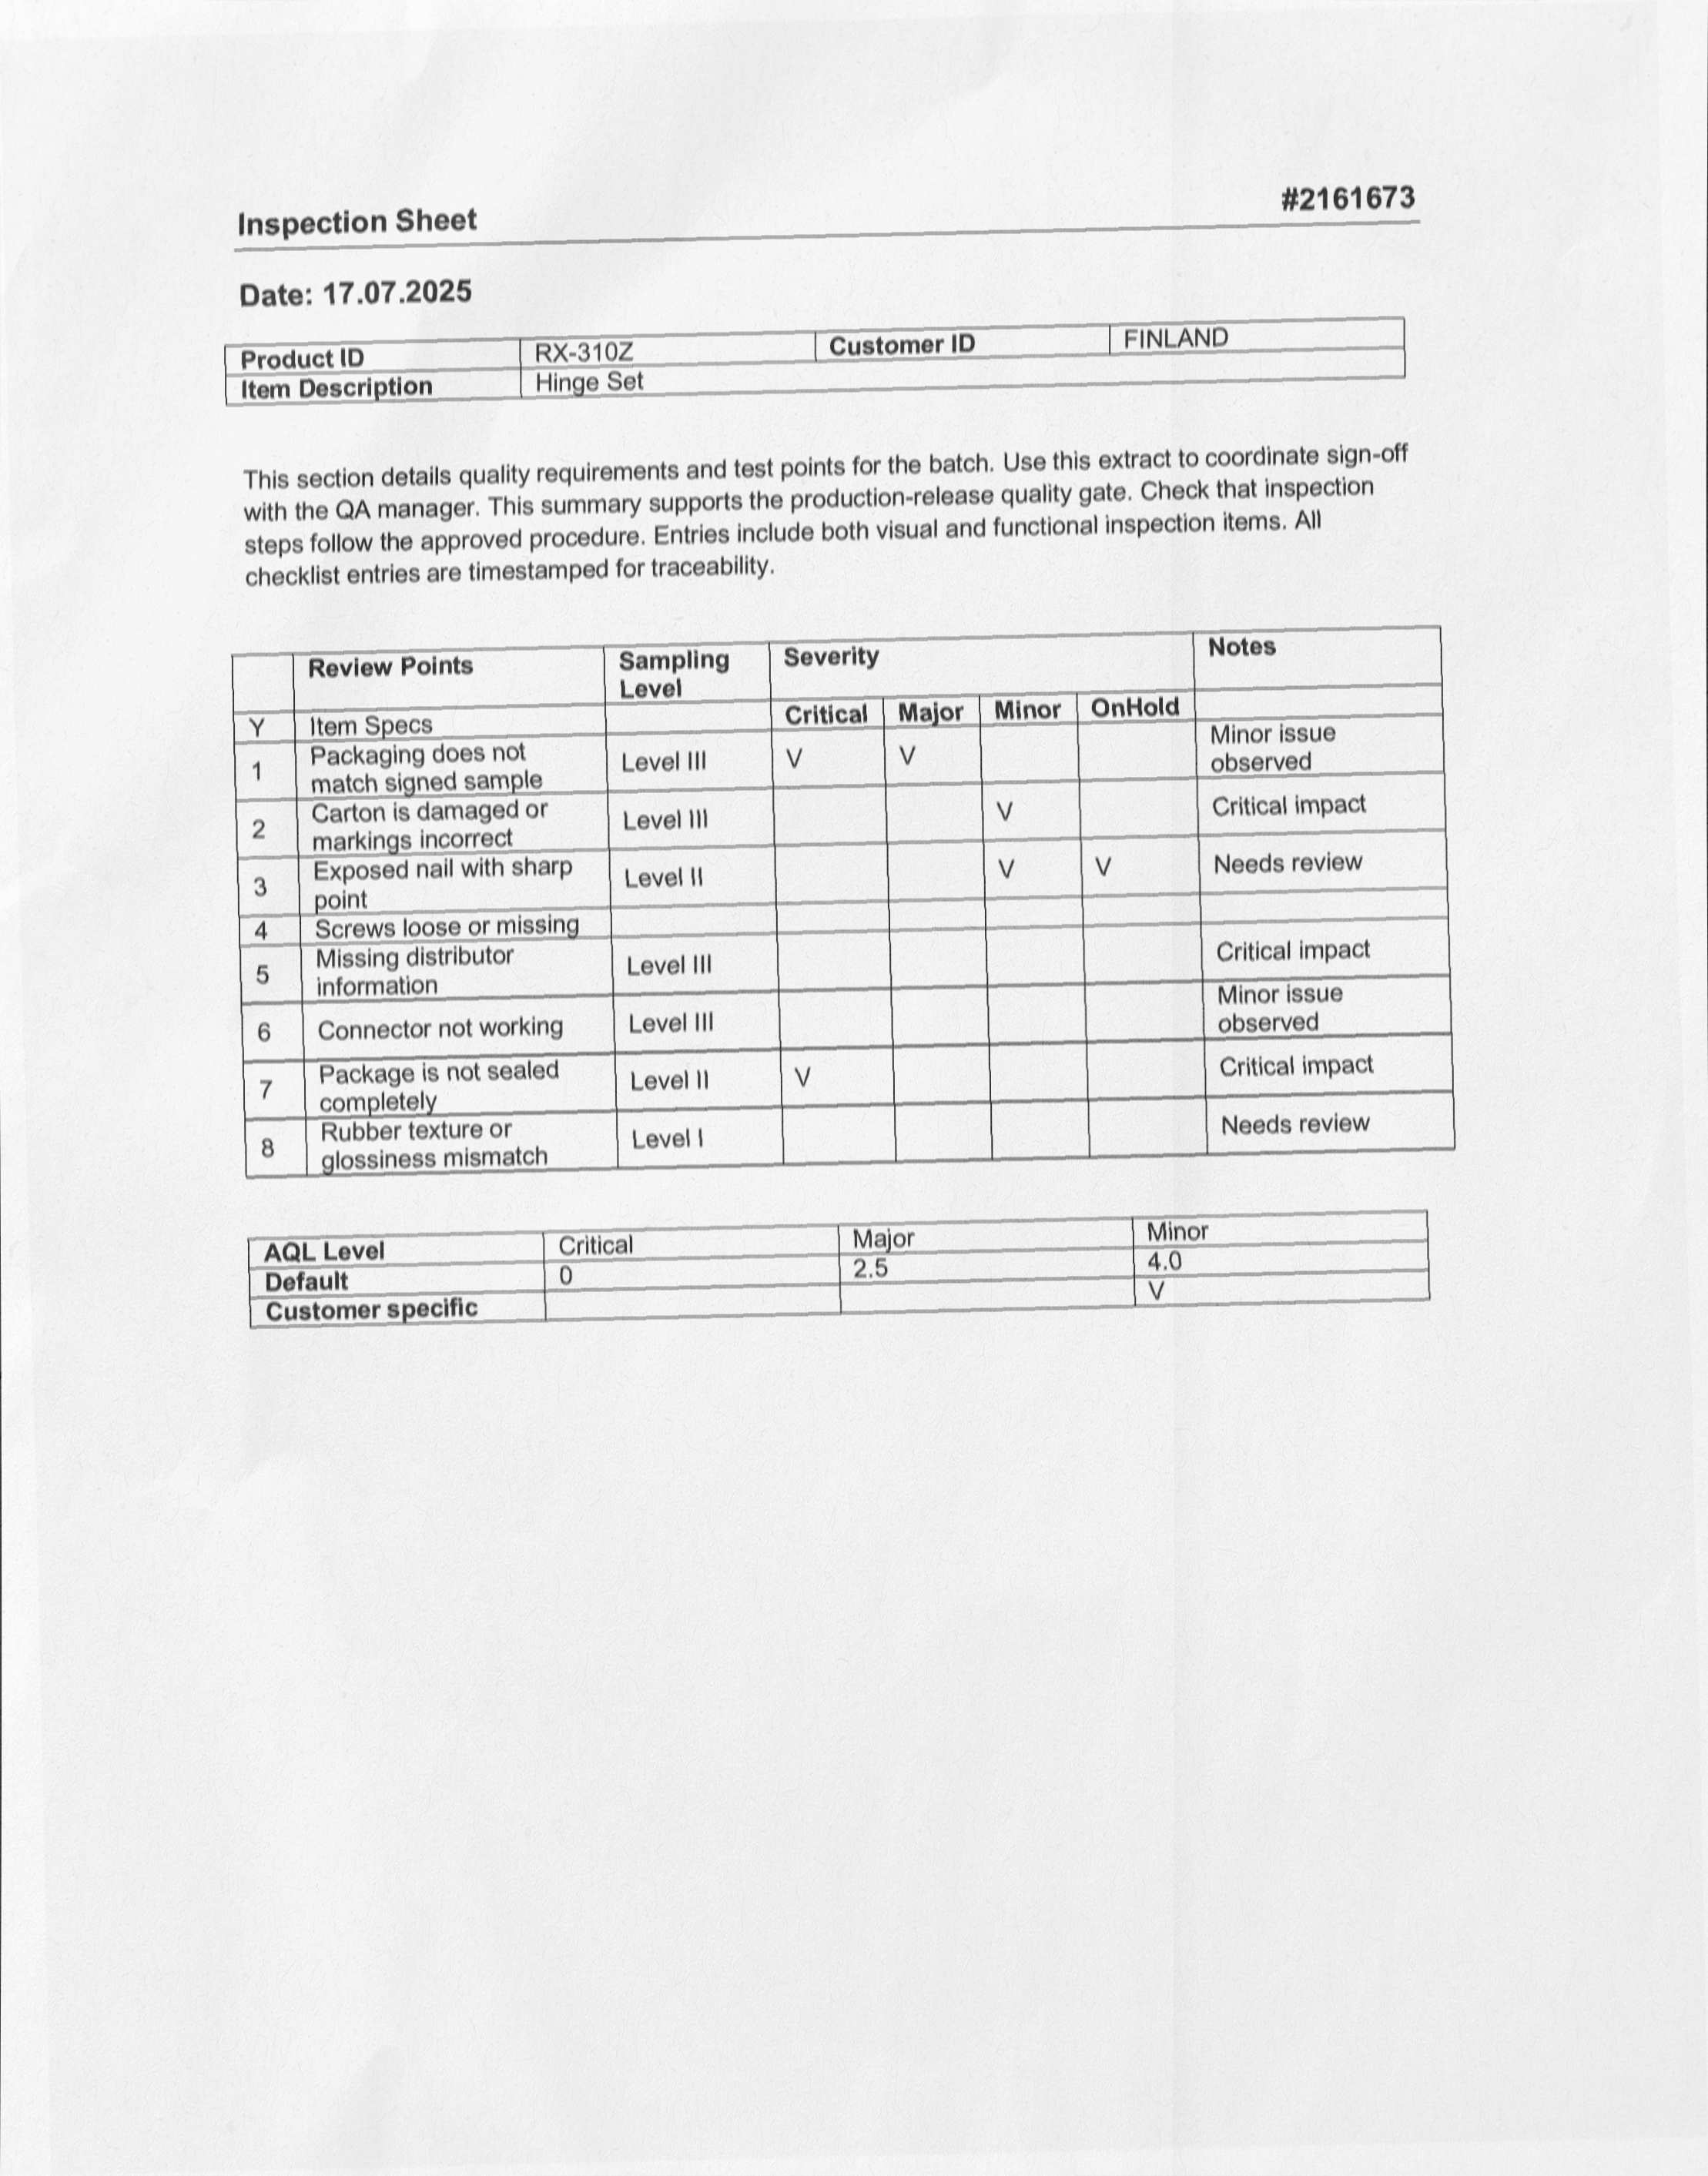 #2161673
Inspection Sheet
Date: 17.07.2025
Product ID RX-310Z Customer ID FINLAND
Item Description Hinge Set
This section details quality requirements and test points for the batch. Use this extract to coordinate sign-off
with the QA manager. This summary supports the production-release quality gate. Check that inspection
steps follow the approved procedure. Entries include both visual and functional inspection items. All
checklist entries are timestamped for traceability.
Review Points Sampling Severity Notes
Level
Y Item Specs Critical Major Minor OnHold
1 Packaging does not Level III V V Minor issue
match signed sample observed
2 Carton is damaged or Level III V Critical impact
markings incorrect
3 Exposed nail with sharp Level II V V Needs review
point
4 Screws loose or missing
5 Missing distributor Level III Critical impact
information
6 Connector not working Level III Minor issue
observed
7 Package is not sealed Level II V Critical impact
completely
8 Rubber texture or Level I Needs review
glossiness mismatch
AQL Level Critical Major Minor
Default 0 2.5 4.0
Customer specific V